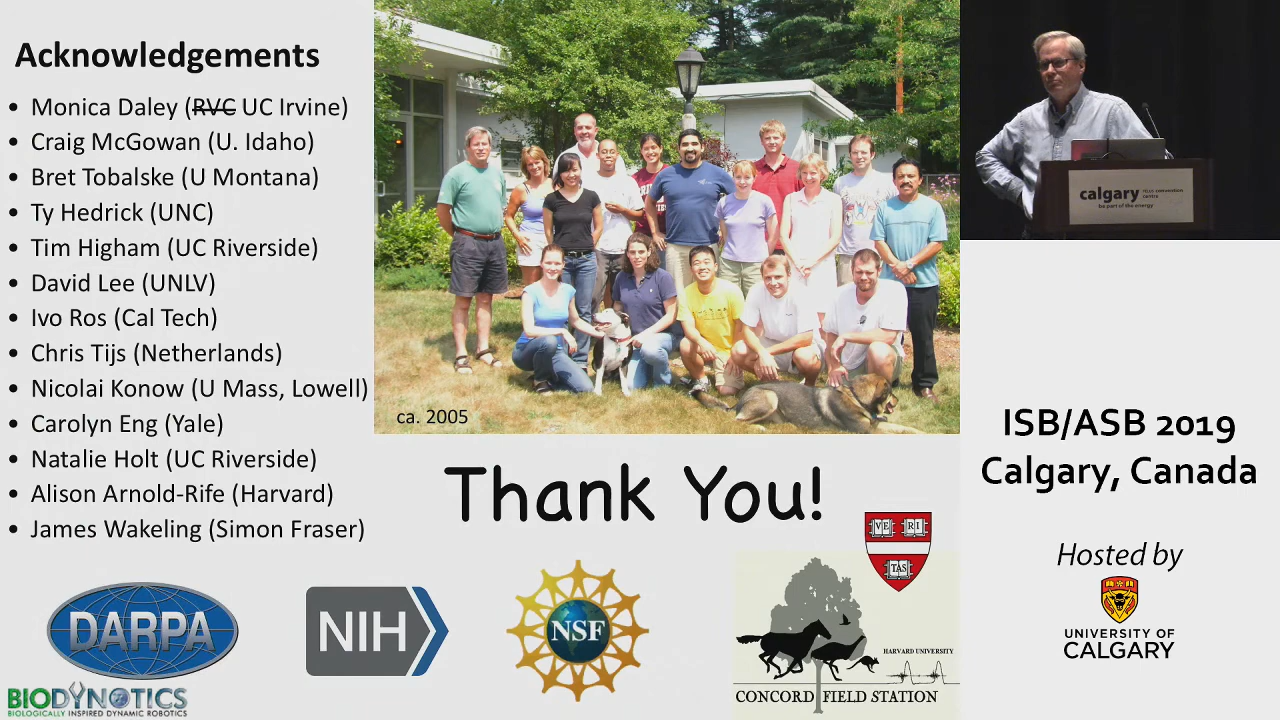 Acknowledgements
• Monica Daley (RVC UC Irvine)
• Craig McGowan (U. Idaho)
• Bret Tobalske (U Montana)
• Ty Hedrick (UNC)
• Tim Higham (UC Riverside)
• David Lee (UNLV)
• Ivo Ros (Cal Tech)
• Chris Tijs (Netherlands)
• Nicolai Konow (U Mass, Lowell)
• Carolyn Eng (Yale)
• Natalie Holt (UC Riverside)
• Alison Arnold-Rife (Harvard)
• James Wakeling (Simon Fraser)
ca. 2005
Thank You!
DARPA
BIODYNOTICS
BIOLOGICALLY INSPIRED DYNAMIC ROBOTICS
NIH
NSF
VE RI
TAS
HARVARD UNIVERSITY
CONCORD FIELD STATION
calgary
convention
centre
be part of the energy
ISB/ASB 2019
Calgary, Canada
Hosted by
UNIVERSITY OF
CALGARY